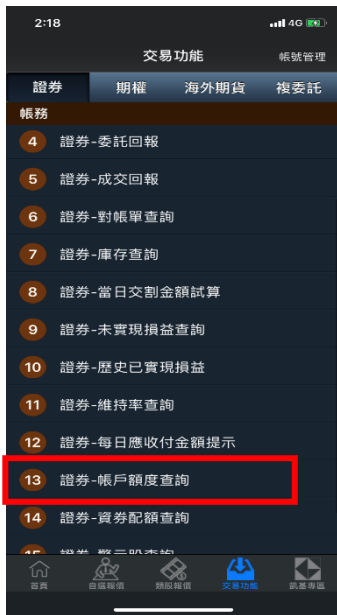 2:18
4G
交易功能
帳號管理
證券 期權 海外期貨 複委託
帳務
4 證券-委託回報
5 證券-成交回報
6 證券-對帳單查詢
7 證券-庫存查詢
8 證券-當日交割金額試算
9 證券-未實現損益查詢
10 證券-歷史已實現損益
11 證券-維持率查詢
12 證券-每日應收付金額提示
13 證券-帳戶額度查詢
14 證券-資券配額查詢
首頁 自選報價 類股報價 交易功能 凱基專區